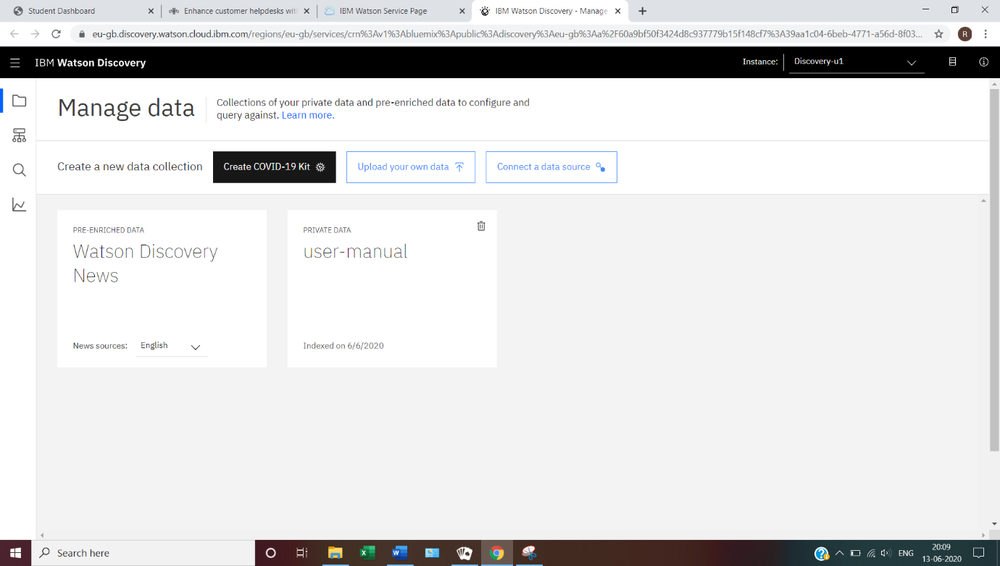 Student Dashboard
Enhance customer helpdesks wit
IBM Watson Service Page
IBM Watson Discovery - Manage
eu-gb.discovery.watson.cloud.ibm.com/regions/eu-gb/services/crn%3Av1%3Abluemix%3Apublic%3Adiscovery%3Aeu-gb%3Aa%2F60a9bf50f3424d8c937779b15f148cf7%3A39aa1c04-6beb-4771-a56d-8f03...
R
IBM Watson Discovery
Instance:
Discovery-u1
Manage data
Collections of your private data and pre-enriched data to configure and
query against. Learn more.
Create a new data collection
Create COVID-19 Kit
Upload your own data
Connect a data source
PRE-ENRICHED DATA
Watson Discovery
News
News sources:
English
PRIVATE DATA
user-manual
Indexed on 6/6/2020
Search here
ENG
20:09
13-06-2020